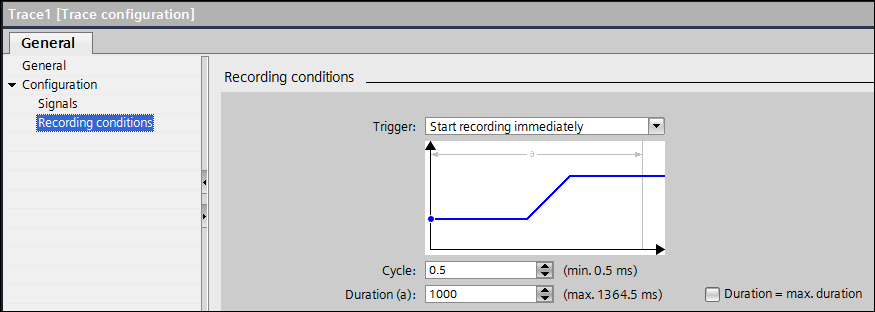 Trace1 [Trace configuration]
General
General
Configuration
Signals
Recording conditions
Recording conditions
Trigger: Start recording immediately
a
Cycle: 0.5 (min. 0.5 ms)
Duration (a): 1000 (max. 1364.5 ms) Duration = max. duration